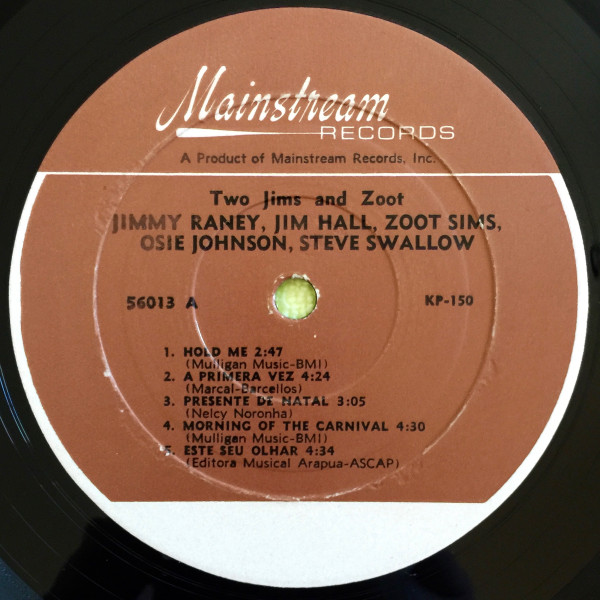 Mainstream
RECORDS
A Product of Mainstream Records, Inc.
Two Jims and Zoot
JIMMY RANEY, JIM HALL, ZOOT SIMS,
OSIE JOHNSON, STEVE SWALLOW
56013 A KP-150
1. HOLD ME 2:47
(Mulligan Music-BMI)
2. A PRIMERA VEZ 4:24
(Marcal-Barcellos)
3. PRESENTE DE NATAL 3:05
(Nelcy Noronha)
4. MORNING OF THE CARNIVAL 4:30
(Mulligan Music-BMI)
5. ESTE SEU OLHAR 4:34
(Editora Musical Arapua-ASCAP)